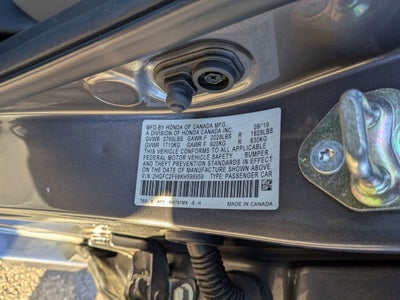 MFD. BY HONDA OF CANADA MFG., 09/19
A DIVISION OF HONDA CANADA INC.
GVWR 3768LBS GAWR F 2028LBS R 1829LBS
GVWR 1710KG GAWR F 920KG R 830KG
THIS VEHICLE CONFORMS TO ALL APPLICABLE
FEDERAL MOTOR VEHICLE SAFETY, BUMPER
AND THEFT PREVENTION STANDARDS IN EFFECT
ON THE DATE OF MANUFACTURE SHOWN ABOVE.
V.I.N. TYPE:PASSENGER CAR
MADE IN CANADA